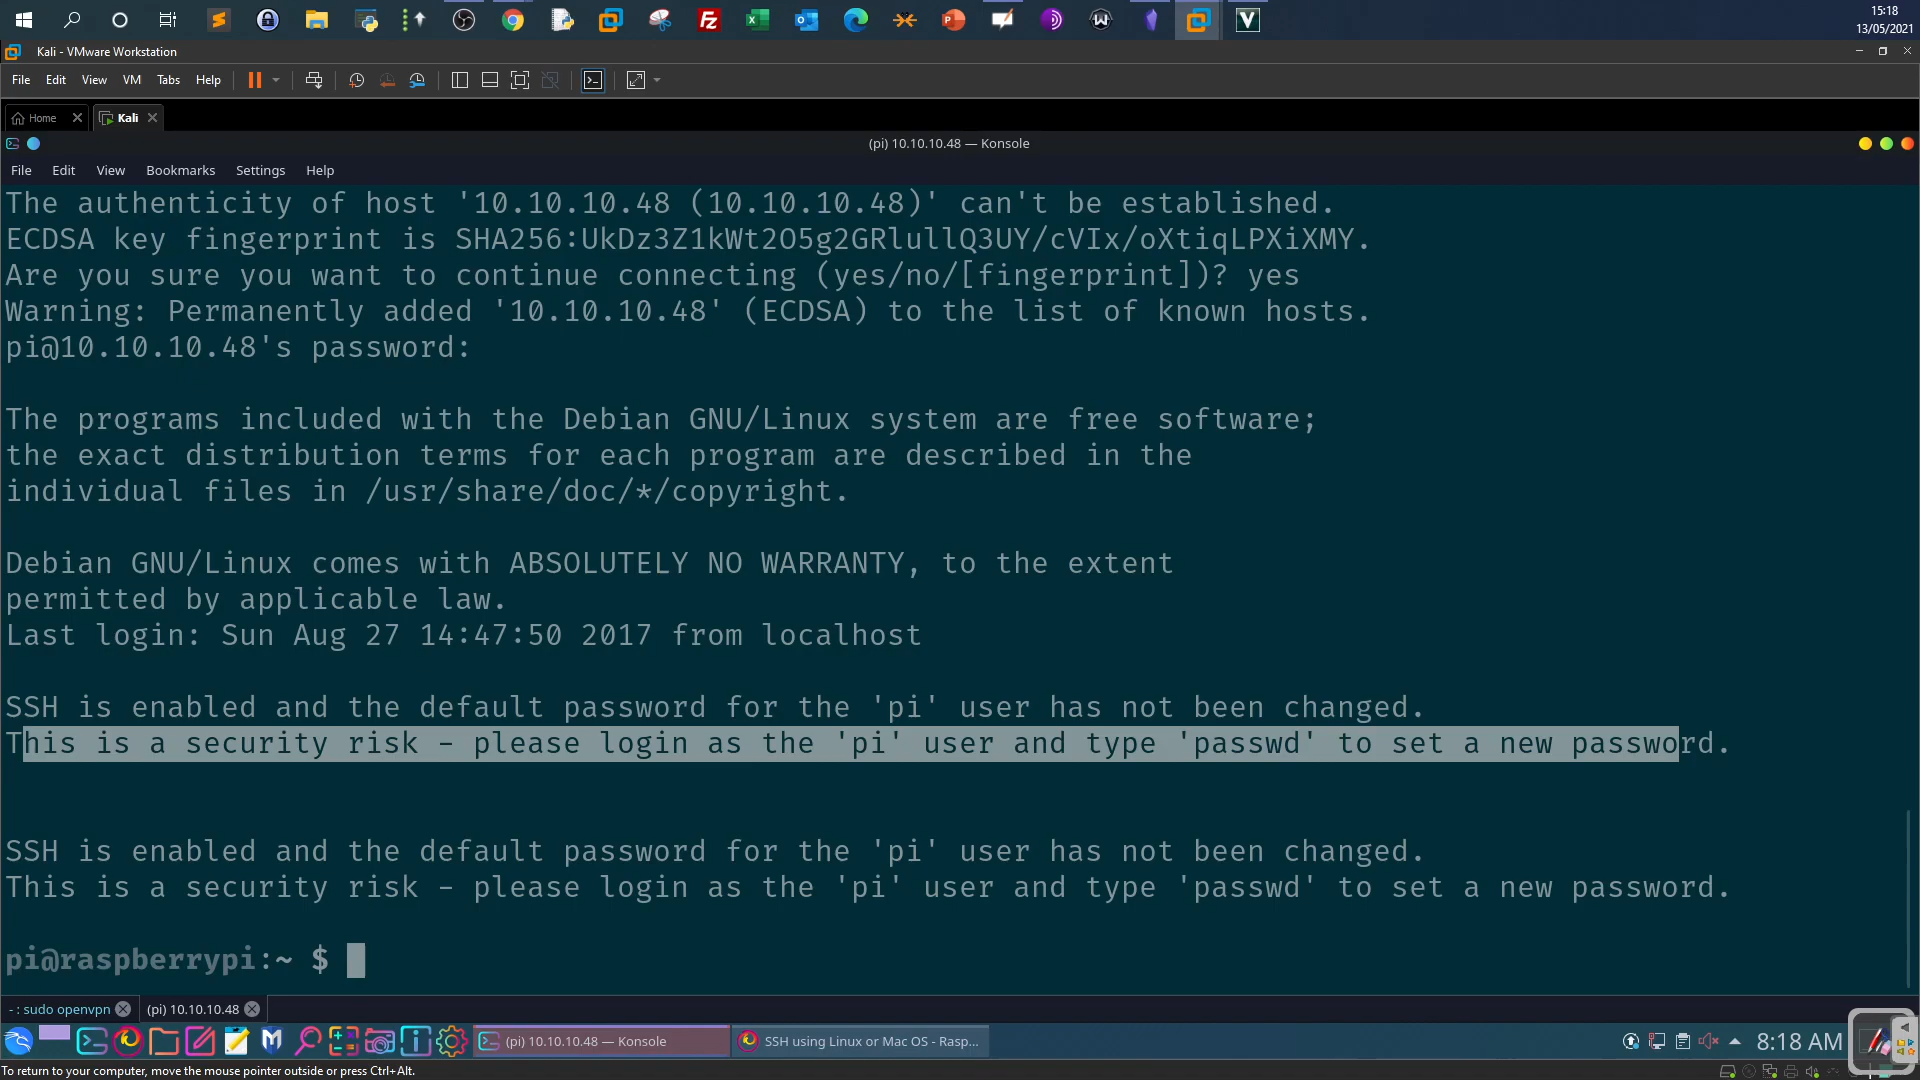 15:18
13/05/2021
Kali - VMware Workstation
File Edit View VM Tabs Help
Home Kali
(pi) 10.10.10.48 — Konsole
File Edit View Bookmarks Settings Help
The authenticity of host '10.10.10.48 (10.10.10.48)' can't be established.
ECDSA key fingerprint is SHA256:UkDz3Z1kWt2O5g2GRlullQ3UY/cVIx/oXtiqLPXiXMY.
Are you sure you want to continue connecting (yes/no/[fingerprint])? yes
Warning: Permanently added '10.10.10.48' (ECDSA) to the list of known hosts.
pi@10.10.10.48's password:
The programs included with the Debian GNU/Linux system are free software;
the exact distribution terms for each program are described in the
individual files in /usr/share/doc/*/copyright.
Debian GNU/Linux comes with ABSOLUTELY NO WARRANTY, to the extent
permitted by applicable law.
Last login: Sun Aug 27 14:47:50 2017 from localhost
SSH is enabled and the default password for the 'pi' user has not been changed.
This is a security risk - please login as the 'pi' user and type 'passwd' to set a new password.
SSH is enabled and the default password for the 'pi' user has not been changed.
This is a security risk - please login as the 'pi' user and type 'passwd' to set a new password.
pi@raspberrypi:~ $
- : sudo openvpn (pi) 10.10.10.48
(pi) 10.10.10.48 — Konsole SSH using Linux or Mac OS - Rasp... 8:18 AM
To return to your computer, move the mouse pointer outside or press Ctrl+Alt.